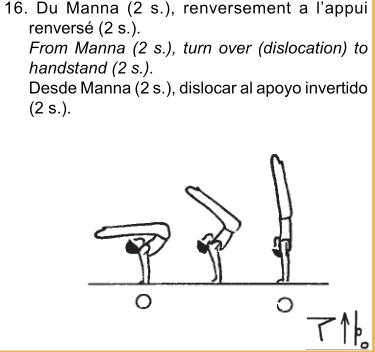 16. Du Manna (2 s.), renversement a l'appui
renversé (2 s.).
From Manna (2 s.), turn over (dislocation) to
handstand (2 s.).
Desde Manna (2 s.), dislocar al apoyo invertido
(2 s.).